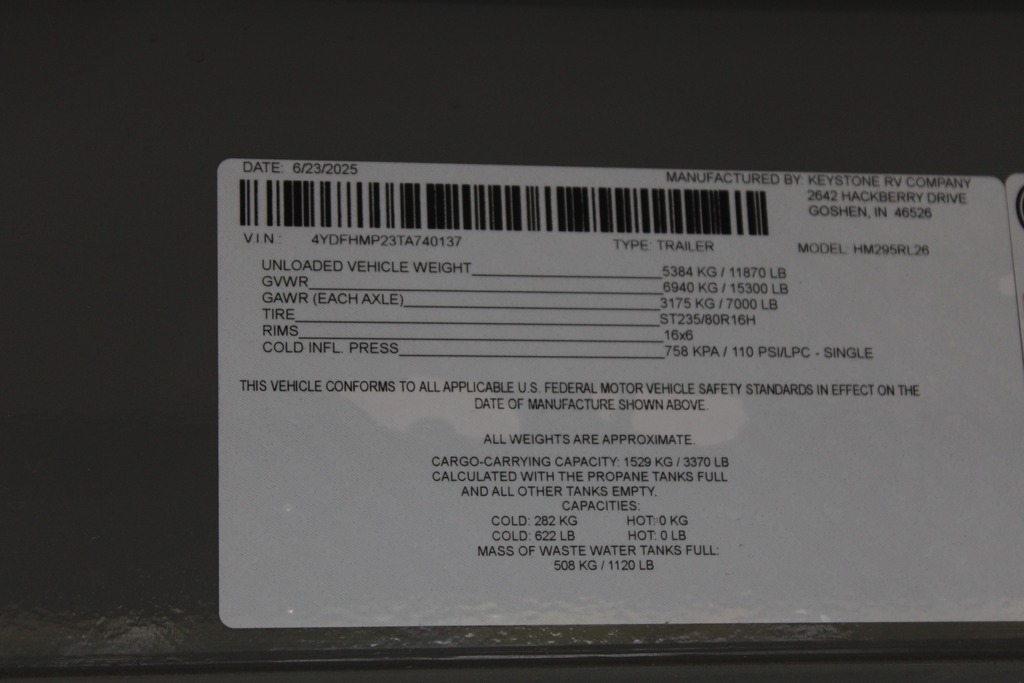 DATE: 6/23/2025
MANUFACTURED BY: KEYSTONE RV COMPANY
2642 HACKBERRY DRIVE
GOSHEN, IN 46526
V I N : 4YDFHMP23TA740137 TYPE: TRAILER MODEL: HM295RL26
UNLOADED VEHICLE WEIGHT 5384 KG / 11870 LB
GVWR 6940 KG / 15300 LB
GAWR (EACH AXLE) 3175 KG / 7000 LB
TIRE ST235/80R16H
RIMS 16x6
COLD INFL. PRESS 758 KPA / 110 PSI/LPC - SINGLE
THIS VEHICLE CONFORMS TO ALL APPLICABLE U.S. FEDERAL MOTOR VEHICLE SAFETY STANDARDS IN EFFECT ON THE
DATE OF MANUFACTURE SHOWN ABOVE.
ALL WEIGHTS ARE APPROXIMATE.
CARGO-CARRYING CAPACITY: 1529 KG / 3370 LB
CALCULATED WITH THE PROPANE TANKS FULL
AND ALL OTHER TANKS EMPTY.
CAPACITIES:
COLD: 282 KG HOT: 0 KG
COLD: 622 LB HOT: 0 LB
MASS OF WASTE WATER TANKS FULL:
508 KG / 1120 LB